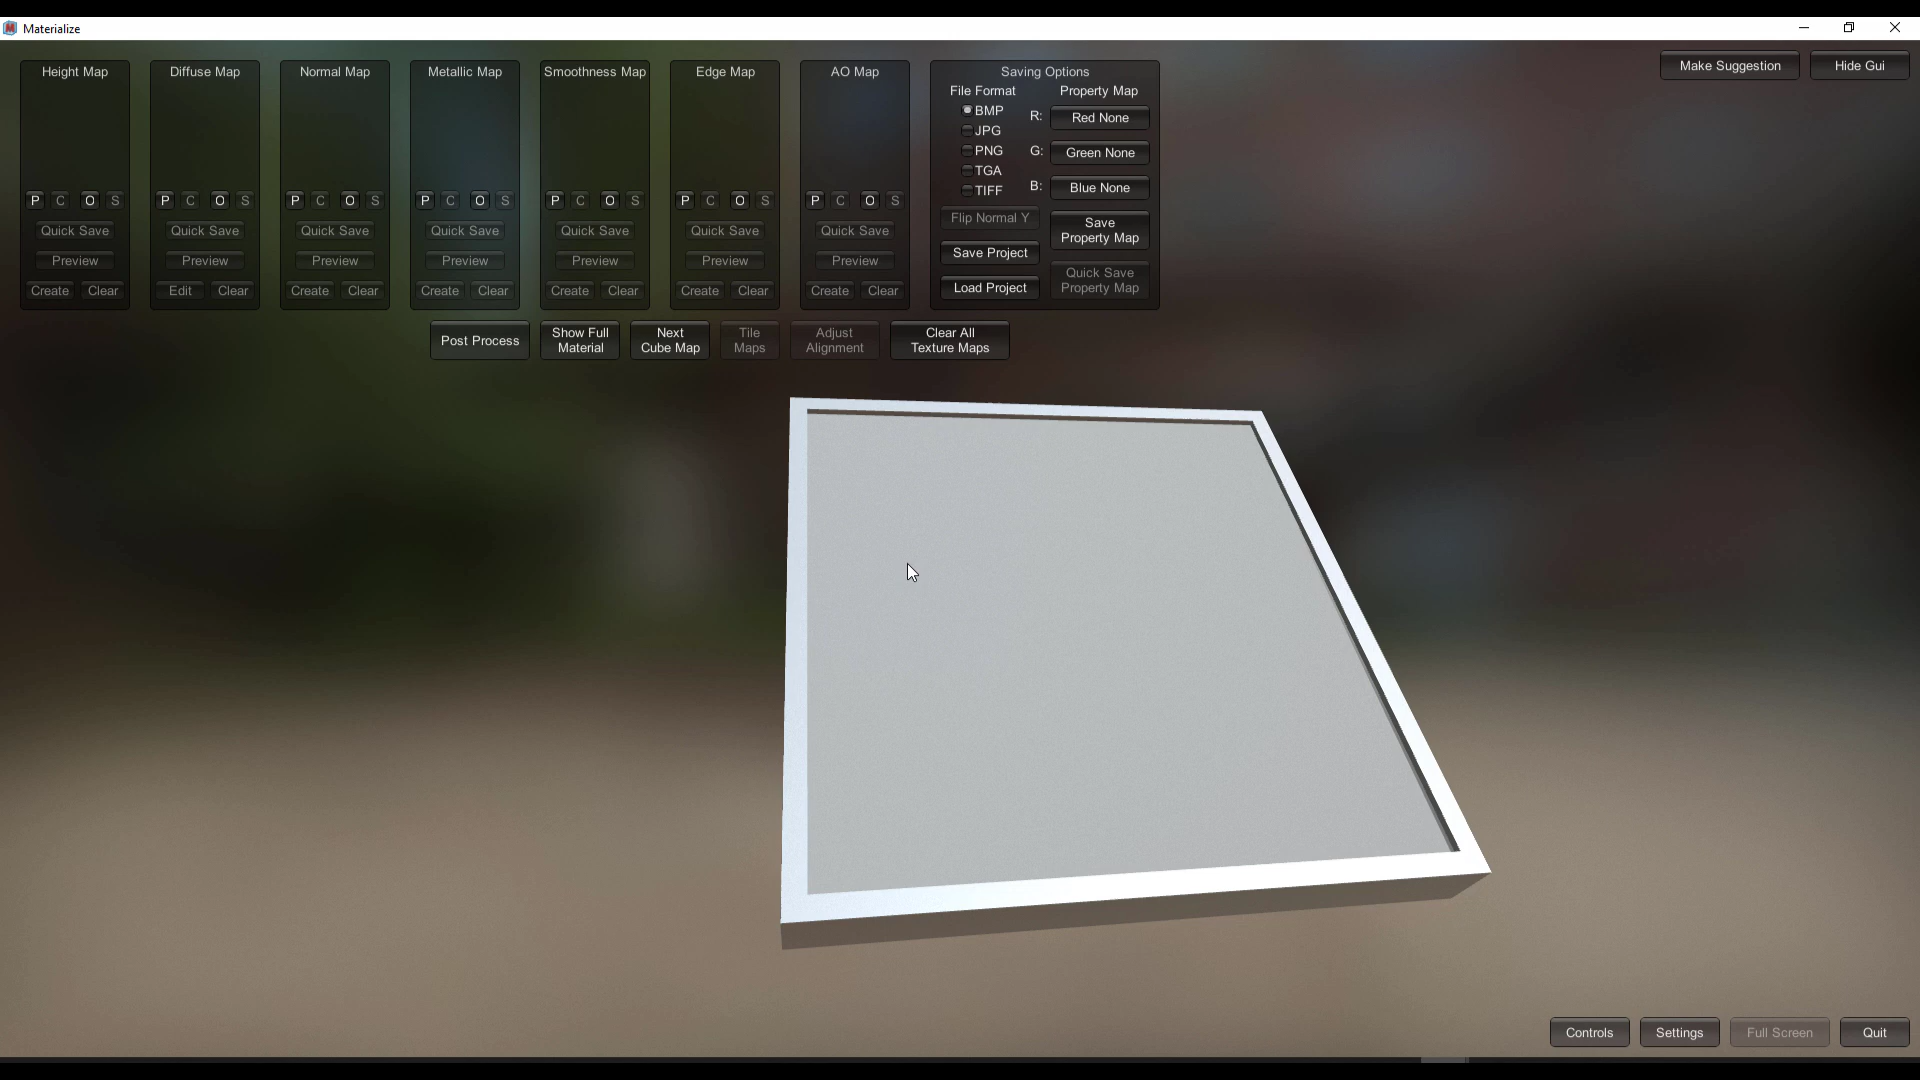 Materialize
Make Suggestion
Hide Gui
Height Map
P C O S
Quick Save
Preview
Create Clear
Diffuse Map
P C O S
Quick Save
Preview
Edit Clear
Normal Map
P C O S
Quick Save
Preview
Create Clear
Metallic Map
P C O S
Quick Save
Preview
Create Clear
Smoothness Map
P C O S
Quick Save
Preview
Create Clear
Edge Map
P C O S
Quick Save
Preview
Create Clear
AO Map
P C O S
Quick Save
Preview
Create Clear
Saving Options
File Format
BMP
JPG
PNG
TGA
TIFF
Flip Normal Y
Save Project
Load Project
Property Map
R: Red None
G: Green None
B: Blue None
Save
Property Map
Quick Save
Property Map
Post Process
Show Full
Material
Next
Cube Map
Tile
Maps
Adjust
Alignment
Clear All
Texture Maps
Controls
Settings
Full Screen
Quit